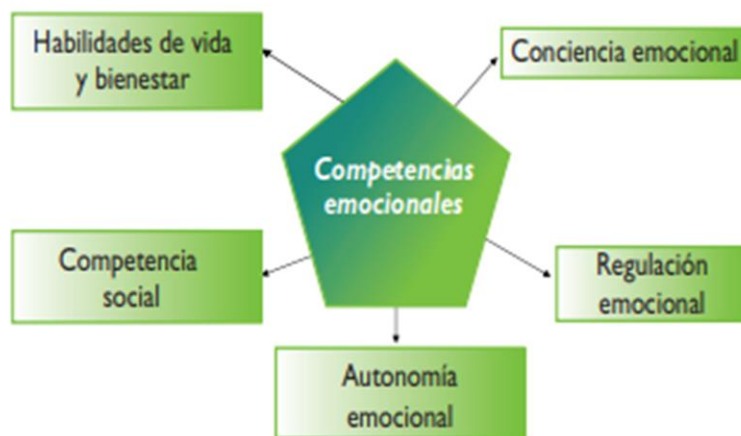 Habilidades de vida
y bienestar
Conciencia emocional
Competencias
emocionales
Competencia
social
Regulación
emocional
Autonomía
emocional